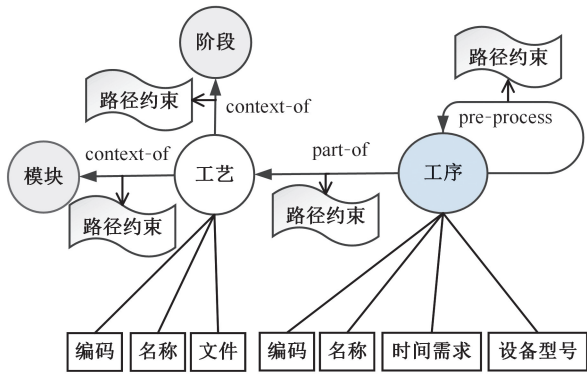 阶段
路径约束
路径约束
context-of
pre-process
context-of
part-of
模块
工艺
工序
路径约束
路径约束
编码
名称
文件
编码
名称
时间需求
设备型号